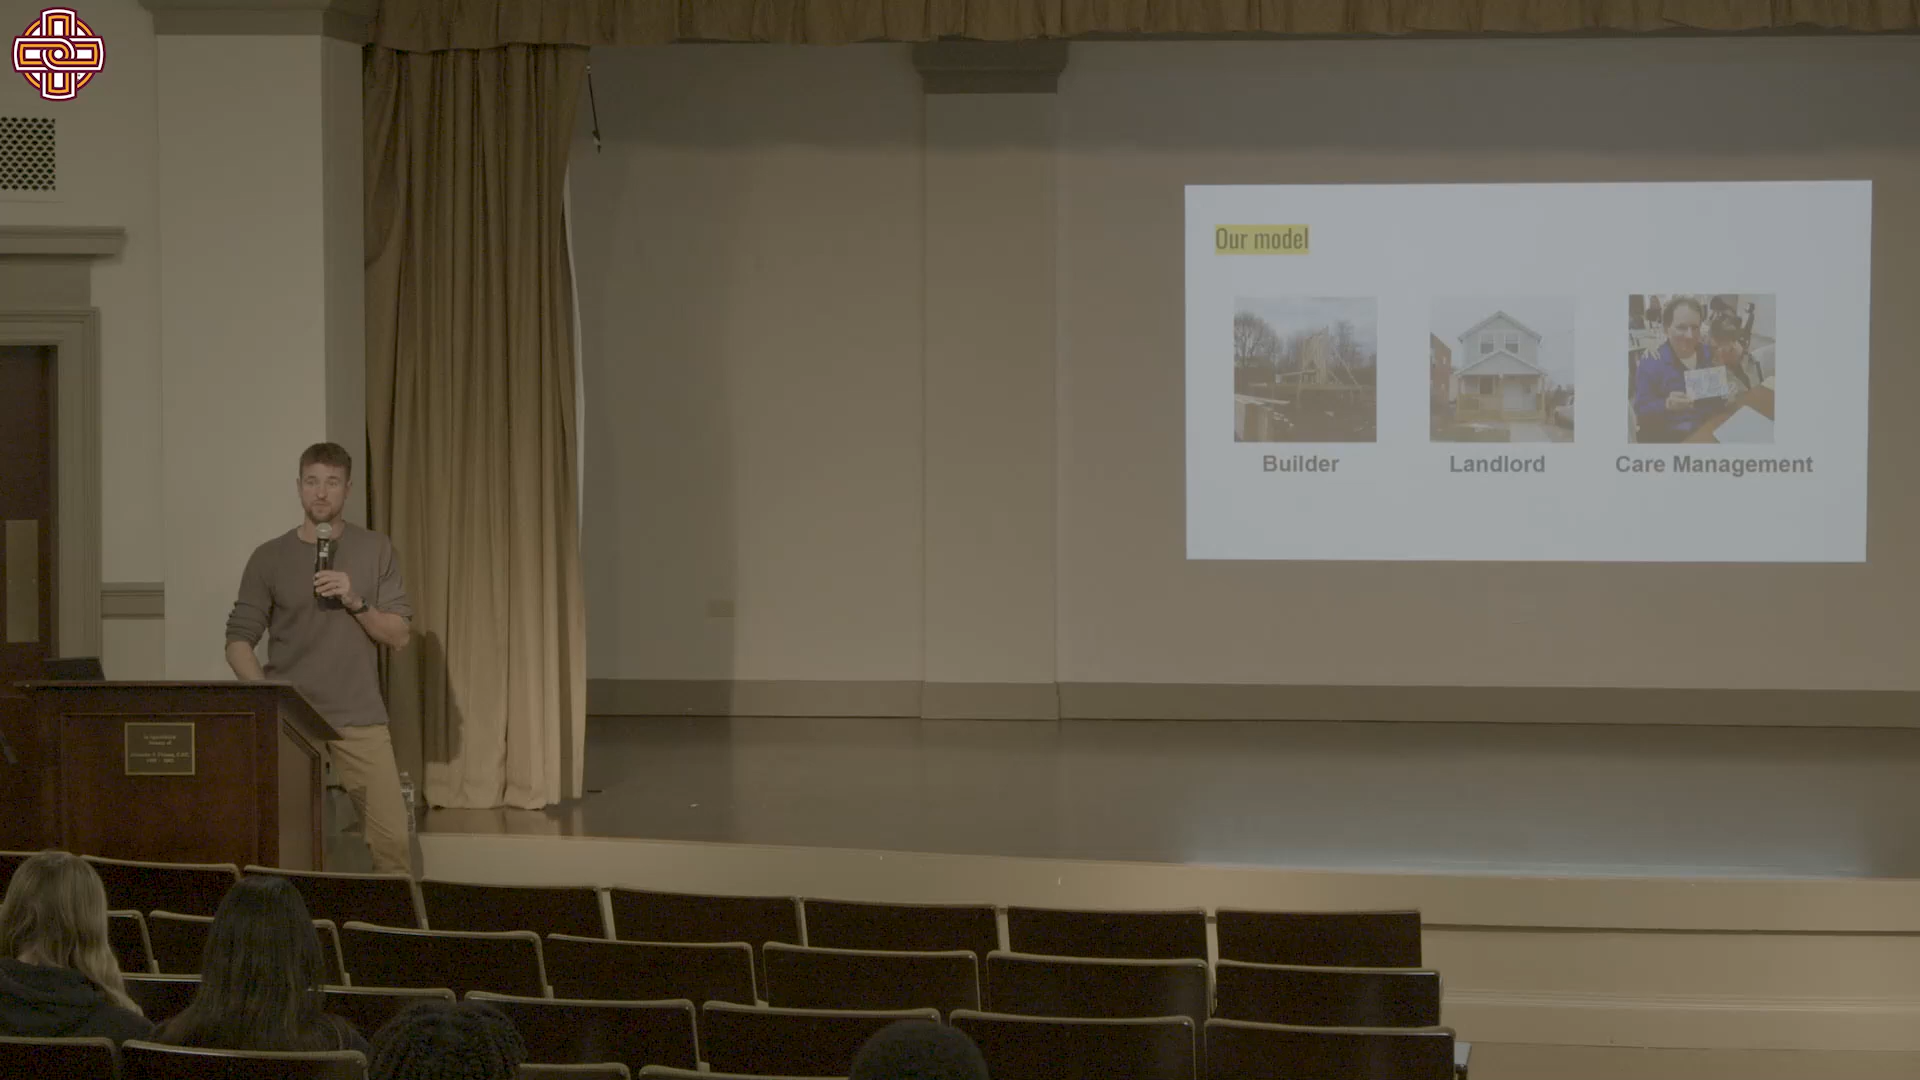 Our model
Builder
Landlord
Care Management